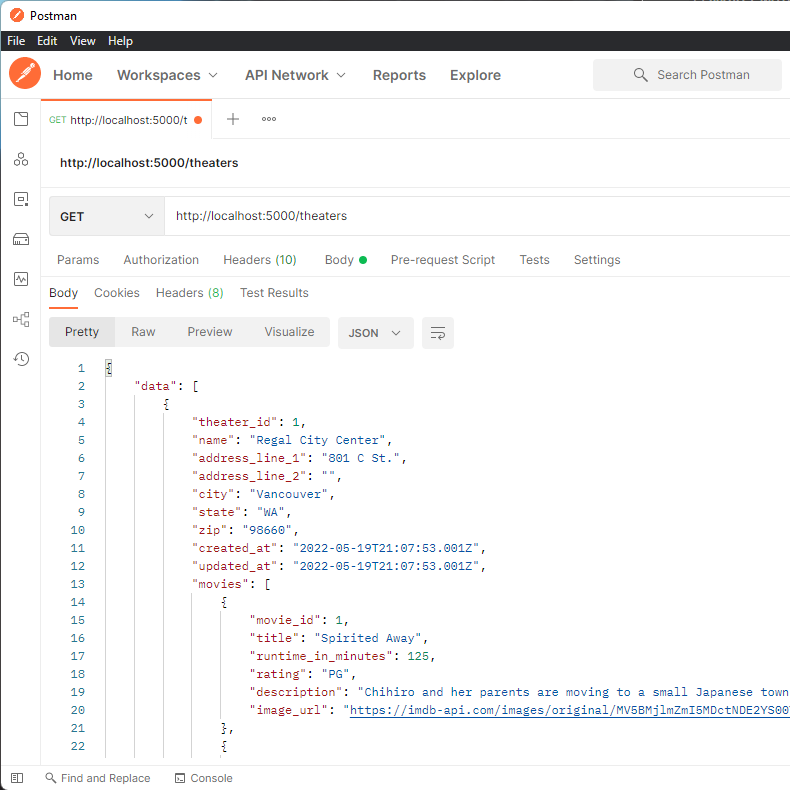 Postman
File Edit View Help
Home Workspaces API Network Reports Explore Search Postman
GET http://localhost:5000/t
http://localhost:5000/theaters
GET http://localhost:5000/theaters
Params Authorization Headers (10) Body Pre-request Script Tests Settings
Body Cookies Headers (8) Test Results
Pretty Raw Preview Visualize JSON
1 {
2 "data": [
3 {
4 "theater_id": 1,
5 "name": "Regal City Center",
6 "address_line_1": "801 C St.",
7 "address_line_2": "",
8 "city": "Vancouver",
9 "state": "WA",
10 "zip": "98660",
11 "created_at": "2022-05-19T21:07:53.001Z",
12 "updated_at": "2022-05-19T21:07:53.001Z",
13 "movies": [
14 {
15 "movie_id": 1,
16 "title": "Spirited Away",
17 "runtime_in_minutes": 125,
18 "rating": "PG",
19 "description": "Chihiro and her parents are moving to a small Japanese town
20 "image_url": "https://imdb-api.com/images/original/MV5BMjlmZmI5MDctNDE2YS00
21 },
22 {
Find and Replace Console